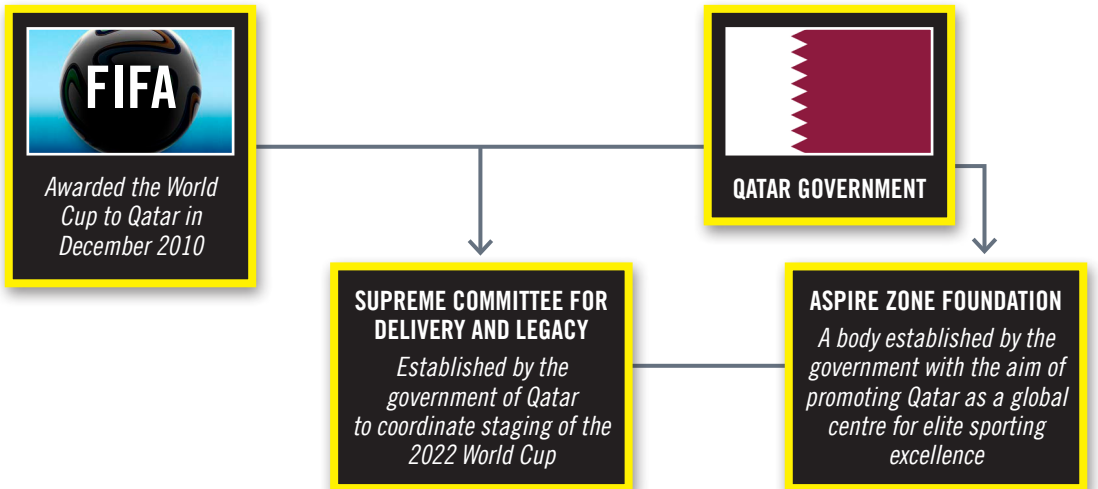 FIFA
Awarded the World
Cup to Qatar in
December 2010
QATAR GOVERNMENT
SUPREME COMMITTEE FOR
DELIVERY AND LEGACY
Established by the
government of Qatar
to coordinate staging of the
2022 World Cup
ASPIRE ZONE FOUNDATION
A body established by the
government with the aim of
promoting Qatar as a global
centre for elite sporting
excellence